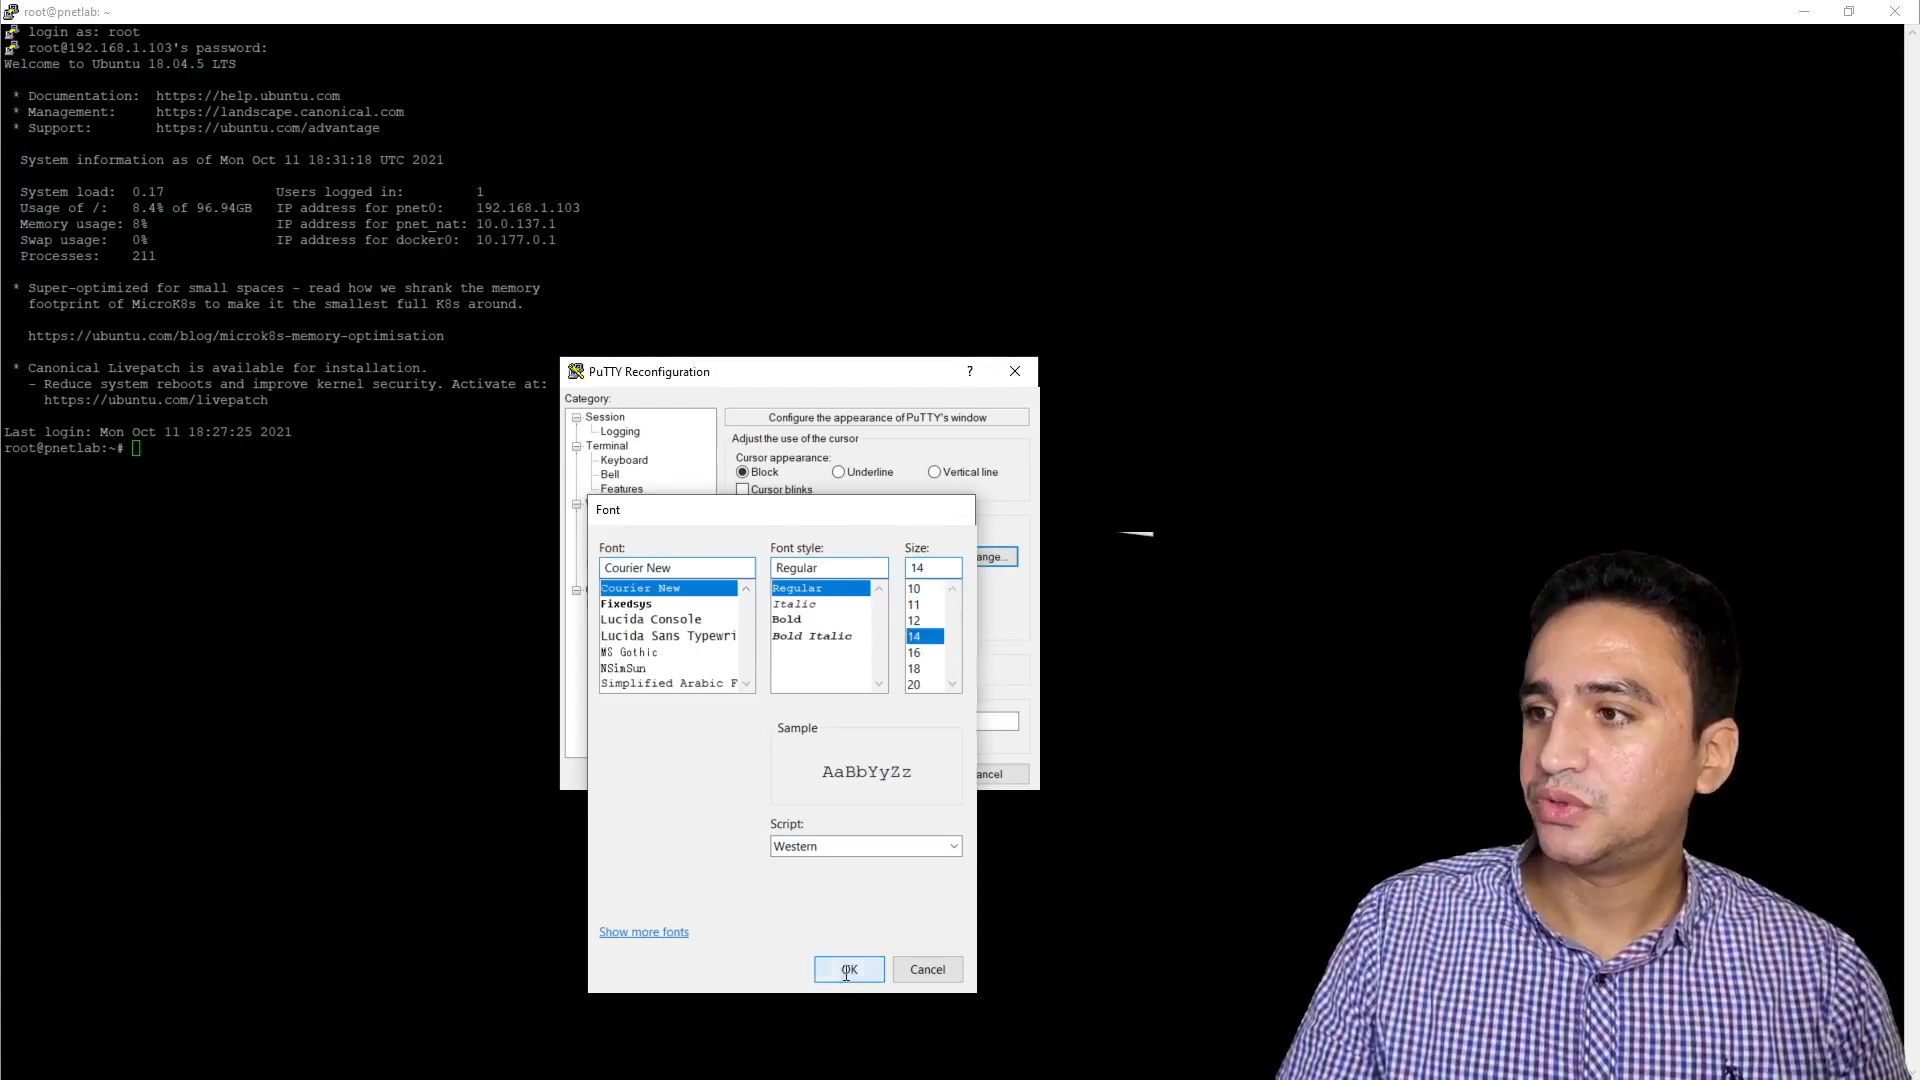 root@pnetlab: ~
login as: root
root@192.168.1.103's password:
Welcome to Ubuntu 18.04.5 LTS
* Documentation:  https://help.ubuntu.com
* Management:     https://landscape.canonical.com
* Support:        https://ubuntu.com/advantage
System information as of Mon Oct 11 18:31:18 UTC 2021
System load:  0.17              Users logged in:         1
Usage of /:   8.4% of 96.94GB   IP address for pnet0:    192.168.1.103
Memory usage: 8%                IP address for pnet_nat: 10.0.137.1
Swap usage:   0%                IP address for docker0:  10.177.0.1
Processes:    211
* Super-optimized for small spaces - read how we shrank the memory
footprint of MicroK8s to make it the smallest full K8s around.
https://ubuntu.com/blog/microk8s-memory-optimisation
* Canonical Livepatch is available for installation.
- Reduce system reboots and improve kernel security. Activate at:
https://ubuntu.com/livepatch
Last login: Mon Oct 11 18:27:25 2021
root@pnetlab:~#
PuTTY Reconfiguration
?
Category:
Session
Logging
Terminal
Keyboard
Bell
Features
Configure the appearance of PuTTY's window
Adjust the use of the cursor
Cursor appearance:
Block Underline Vertical line
Cursor blinks
ange...
ancel
Font
Font: Font style: Size:
Courier New Regular 14
Courier New Regular 10
Fixedsys Italic 11
Lucida Console Bold 12
Lucida Sans Typewri Bold Italic 14
MS Gothic 16
NSimSun 18
Simplified Arabic F 20
Sample
AaBbYyZz
Script:
Western
Show more fonts
OK Cancel